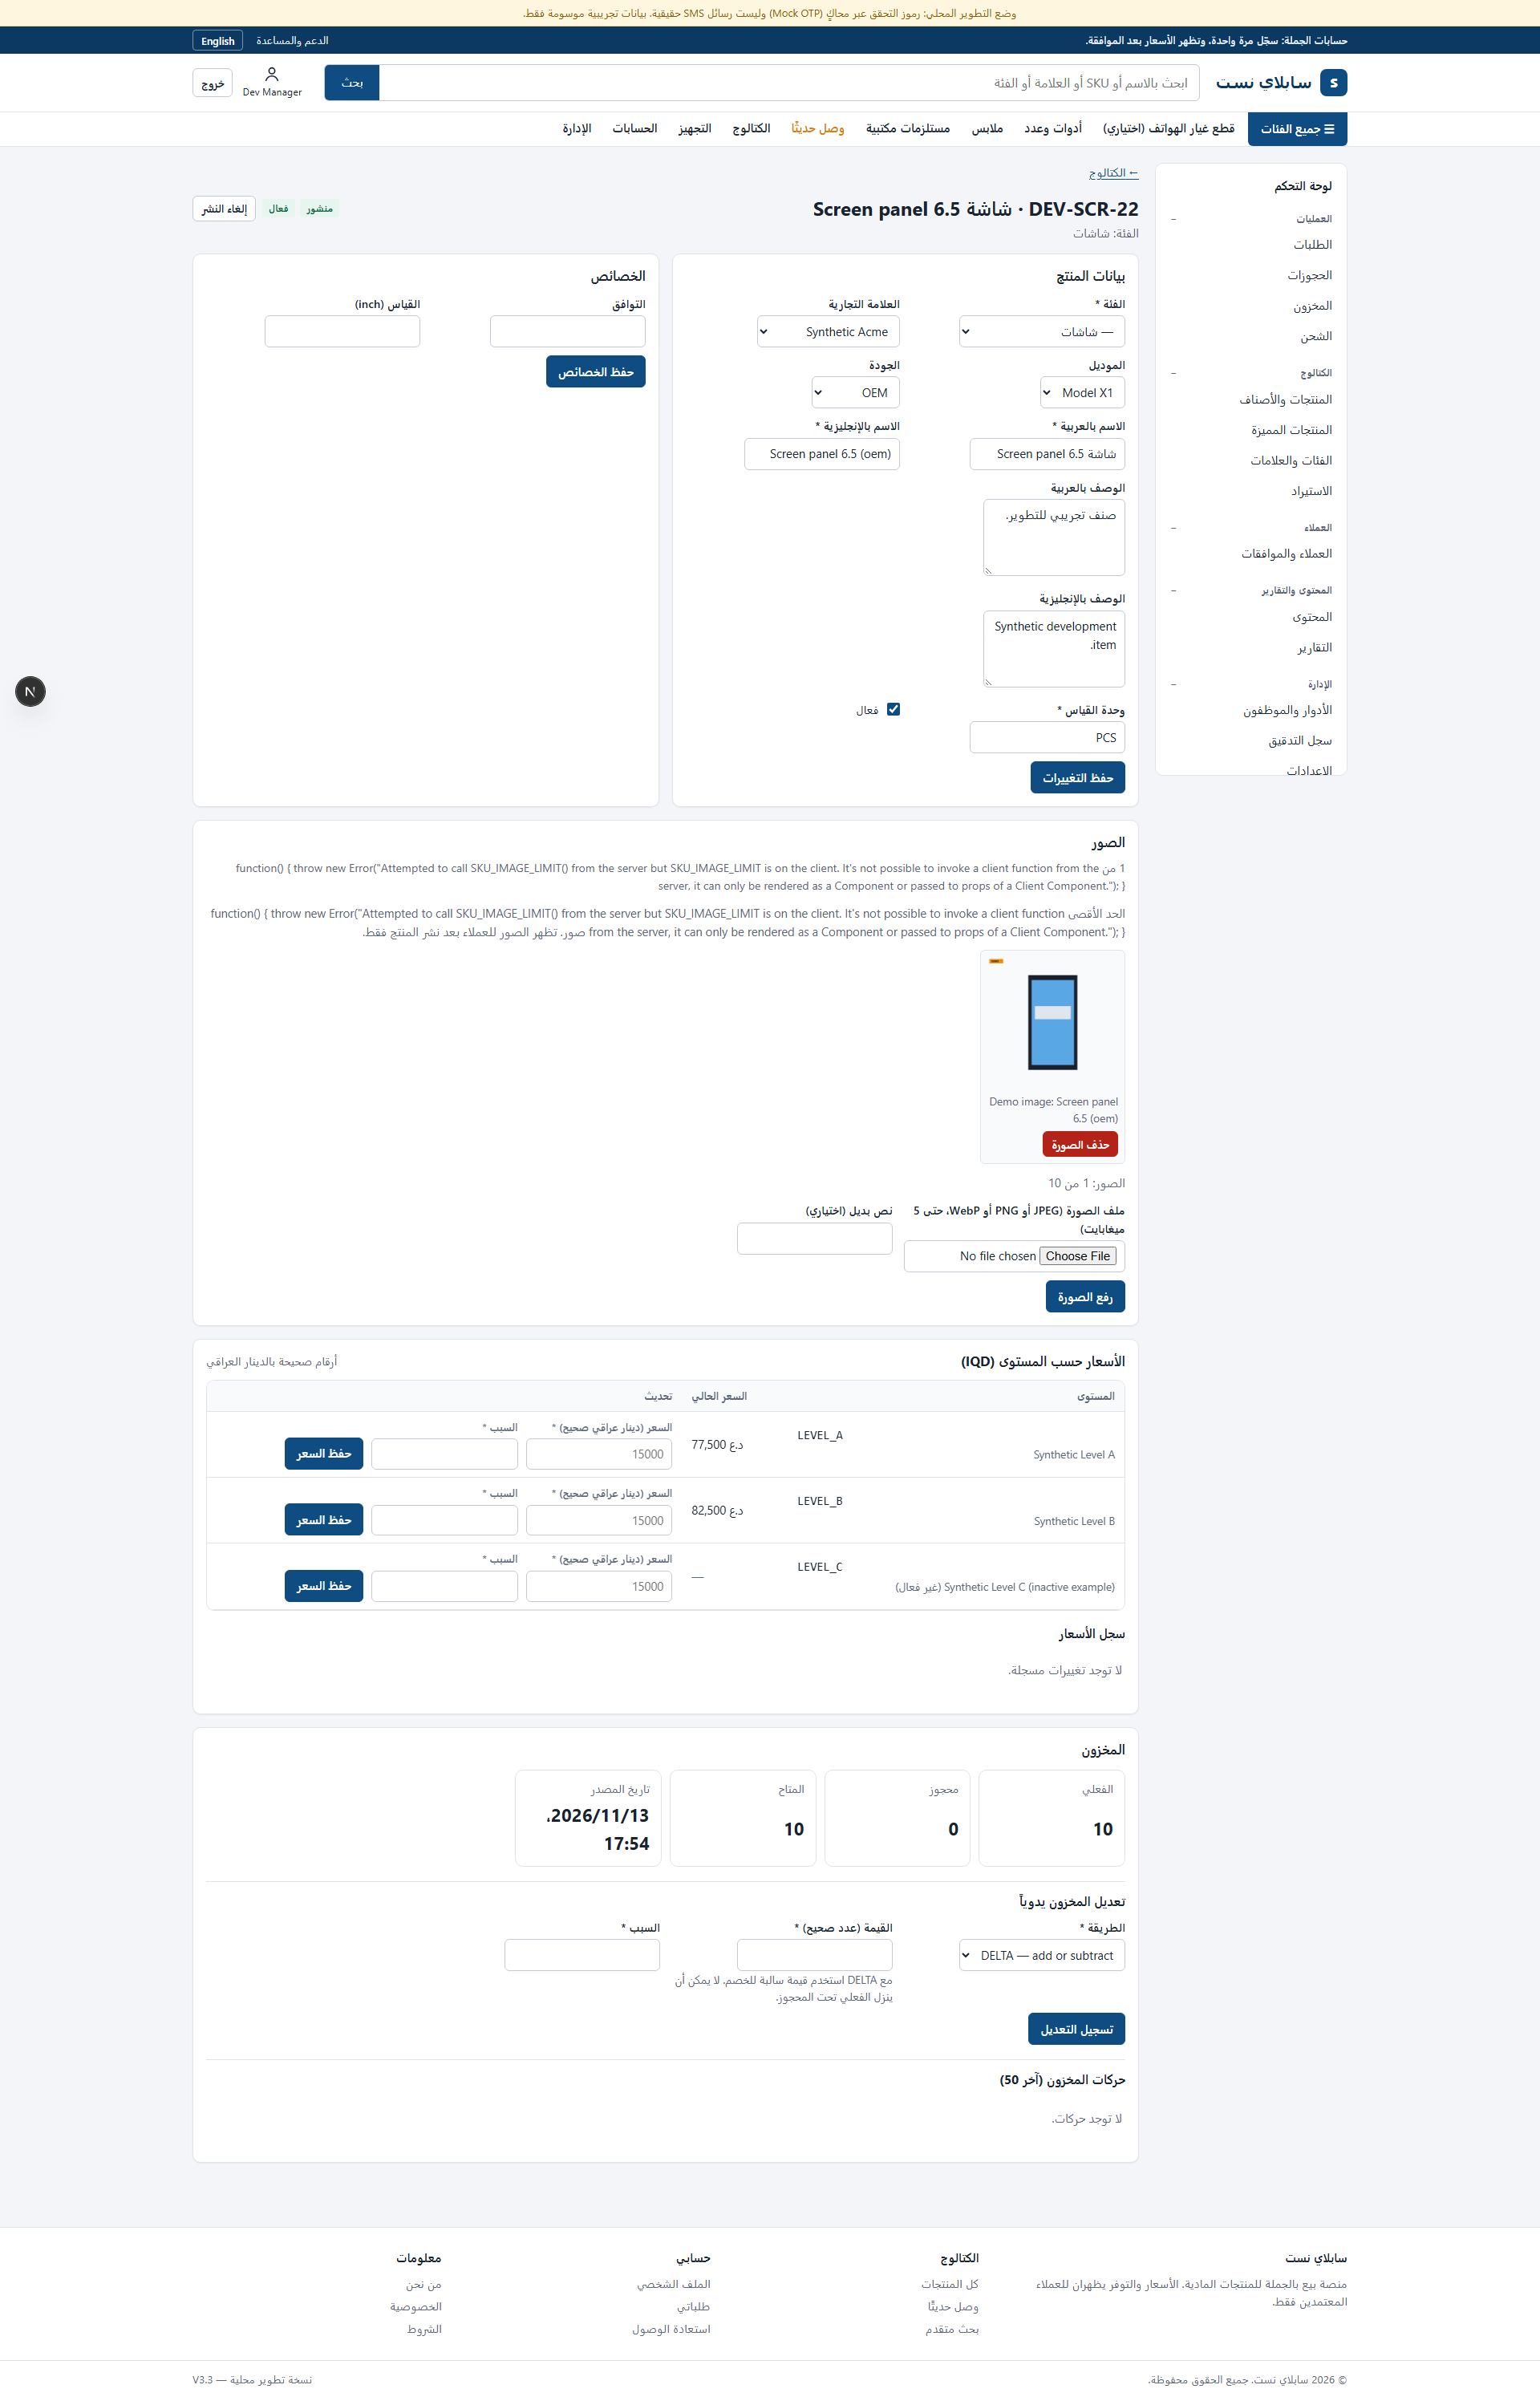 وضع التطوير المحلي: رموز التحقق عبر محاكٍ (Mock OTP) وليست رسائل SMS حقيقية. بيانات تجريبية موسومة فقط.
حسابات الجملة: سجّل مرة واحدة، وتظهر الأسعار بعد الموافقة.
الدعم والمساعدة
English
S
سابلاي نست
ابحث بالاسم أو SKU أو العلامة أو الفئة
بحث
Dev Manager
خروج
☰ جميع الفئات
قطع غيار الهواتف (اختياري)
أدوات وعدد
ملابس
مستلزمات مكتبية
وصل حديثًا
الكتالوج
التجهيز
الحسابات
الإدارة
لوحة التحكم
العمليات –
الطلبات
الحجوزات
المخزون
الشحن
الكتالوج –
المنتجات والأصناف
المنتجات المميزة
الفئات والعلامات
الاستيراد
العملاء –
العملاء والموافقات
المحتوى والتقارير –
المحتوى
التقارير
الإدارة –
الأدوار والموظفون
سجل التدقيق
الإعدادات
← الكتالوج
DEV-SCR-22 · شاشة Screen panel 6.5
منشور
فعال
إلغاء النشر
الفئة: شاشات
بيانات المنتج
الفئة *
العلامة التجارية
— شاشات
Synthetic Acme
الموديل
الجودة
Model X1
OEM
الاسم بالعربية *
الاسم بالإنجليزية *
شاشة Screen panel 6.5
Screen panel 6.5 (oem)
الوصف بالعربية
صنف تجريبي للتطوير.
الوصف بالإنجليزية
Synthetic development
item.
وحدة القياس *
فعال
PCS
حفظ التغييرات
الخصائص
التوافق
القياس (inch)
حفظ الخصائص
الصور
1 من function() { throw new Error("Attempted to call SKU_IMAGE_LIMIT() from the server but SKU_IMAGE_LIMIT is on the client. It's not possible to invoke a client function from the
server, it can only be rendered as a Component or passed to props of a Client Component."); }
الحد الأقصى function() { throw new Error("Attempted to call SKU_IMAGE_LIMIT() from the server but SKU_IMAGE_LIMIT is on the client. It's not possible to invoke a client function
from the server, it can only be rendered as a Component or passed to props of a Client Component."); } صور. تظهر الصور للعملاء بعد نشر المنتج فقط.
Demo image: Screen panel
6.5 (oem)
حذف الصورة
الصور: 1 من 10
ملف الصورة (JPEG أو PNG أو WebP، حتى 5
ميغابايت)
نص بديل (اختياري)
Choose File No file chosen
رفع الصورة
الأسعار حسب المستوى (IQD)
أرقام صحيحة بالدينار العراقي
المستوى
السعر الحالي
تحديث
LEVEL_A
Synthetic Level A
77,500 د.ع
السعر (دينار عراقي صحيح) *
15000
السبب *
حفظ السعر
LEVEL_B
Synthetic Level B
82,500 د.ع
السعر (دينار عراقي صحيح) *
15000
السبب *
حفظ السعر
LEVEL_C
Synthetic Level C (inactive example) (غير فعال)
—
السعر (دينار عراقي صحيح) *
15000
السبب *
حفظ السعر
سجل الأسعار
لا توجد تغييرات مسجلة.
المخزون
الفعلي
10
محجوز
0
المتاح
10
تاريخ المصدر
2026/11/13،
17:54
تعديل المخزون يدوياً
الطريقة *
القيمة (عدد صحيح) *
السبب *
DELTA — add or subtract
مع DELTA استخدم قيمة سالبة للخصم. لا يمكن أن
ينزل الفعلي تحت المحجوز.
تسجيل التعديل
حركات المخزون (آخر 50)
لا توجد حركات.
سابلاي نست
منصة بيع بالجملة للمنتجات المادية. الأسعار والتوفر يظهران للعملاء
المعتمدين فقط.
الكتالوج
كل المنتجات
وصل حديثًا
بحث متقدم
حسابي
الملف الشخصي
طلباتي
استعادة الوصول
معلومات
من نحن
الخصوصية
الشروط
© 2026 سابلاي نست. جميع الحقوق محفوظة.
نسخة تطوير محلية — V3.3
N